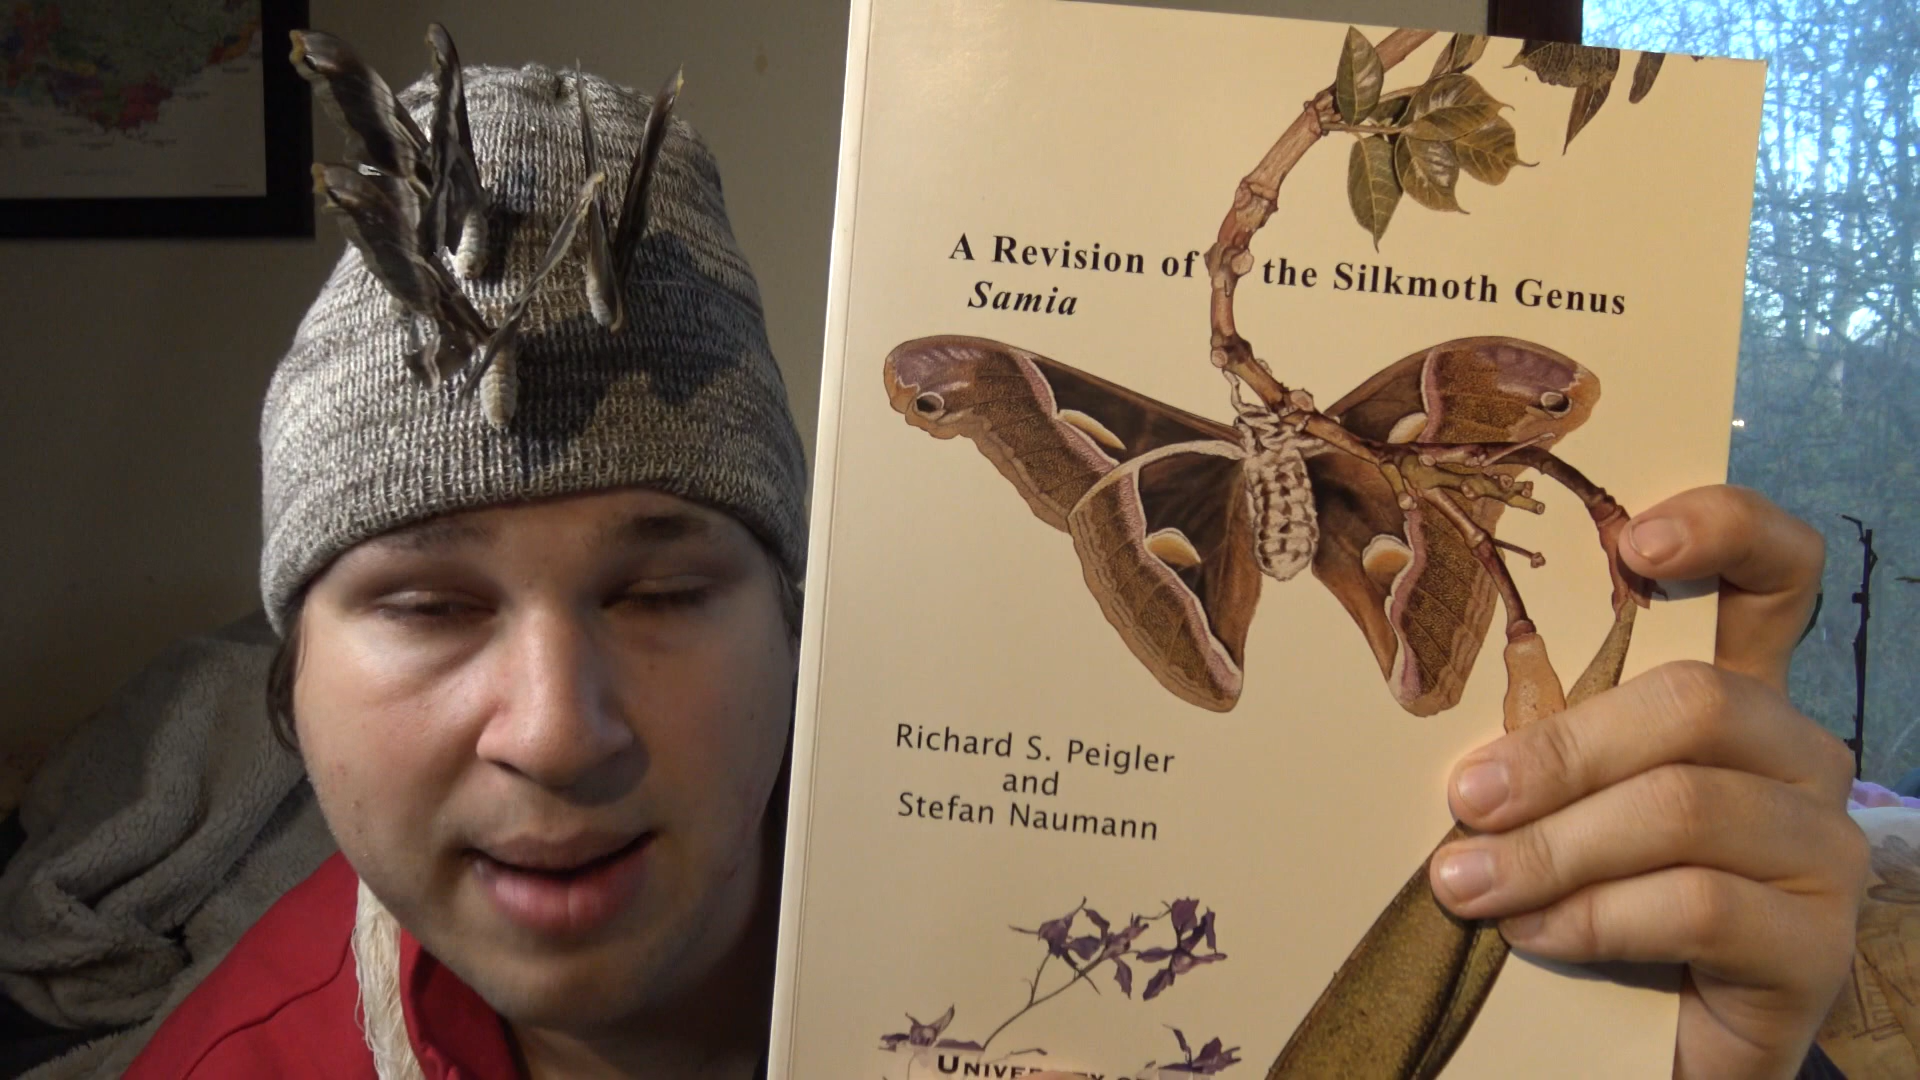 A Revision of the Silkmoth Genus
Samia
Richard S. Peigler
and
Stefan Naumann